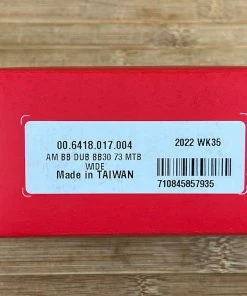 00.6418.017.004
2022 WK35
AM BB DUB BB30 73 MTB
WIDE
Made in TAIWAN
710845857935